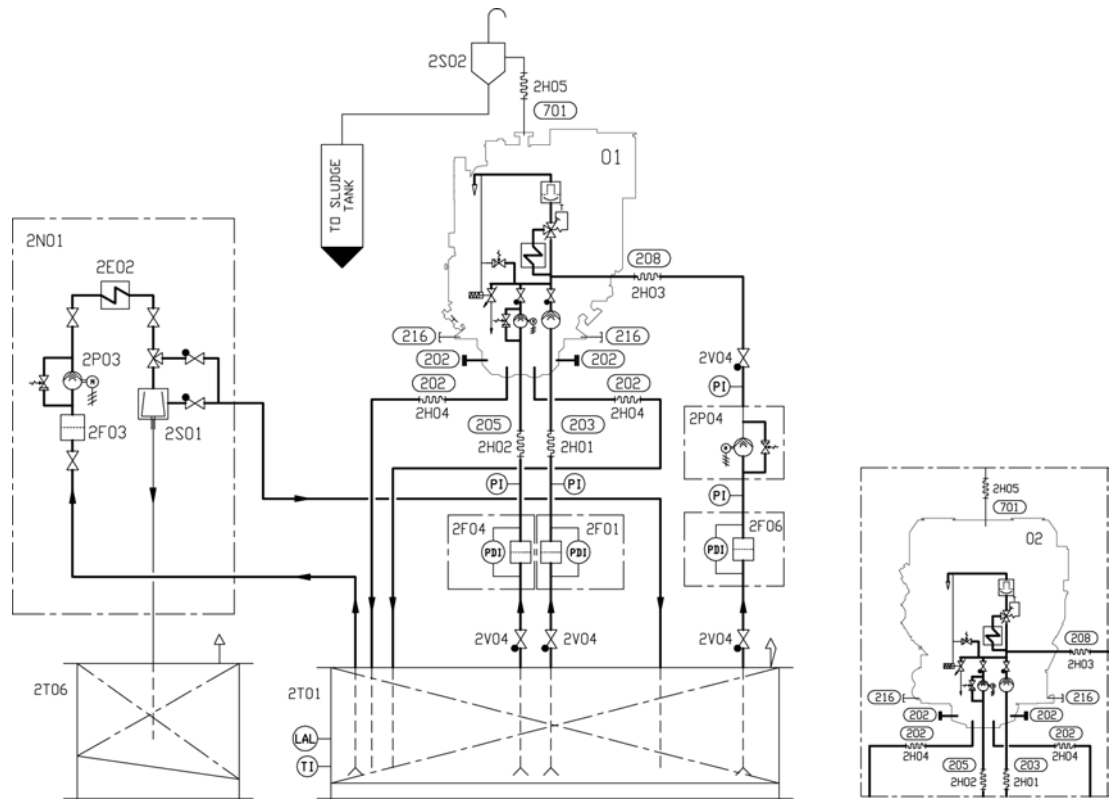 2S02
2H05
701
01
TO SLUDGE
TANK
2N01
2E02
208
2H03
2P03
M
216
216
2V04
202
202
PI
202
202
2F03
2S01
2H04
2H04
2P04
205
203
M
2H02
2H01
PI
PI
PI
2F04
2F01
2F06
PDI
PDI
PDI
2V04
2V04
2V04
2T06
2T01
LAL
TI
2H05
701
02
208
2H03
216
216
202
202
202
202
2H04
2H04
205
203
2H02
2H01